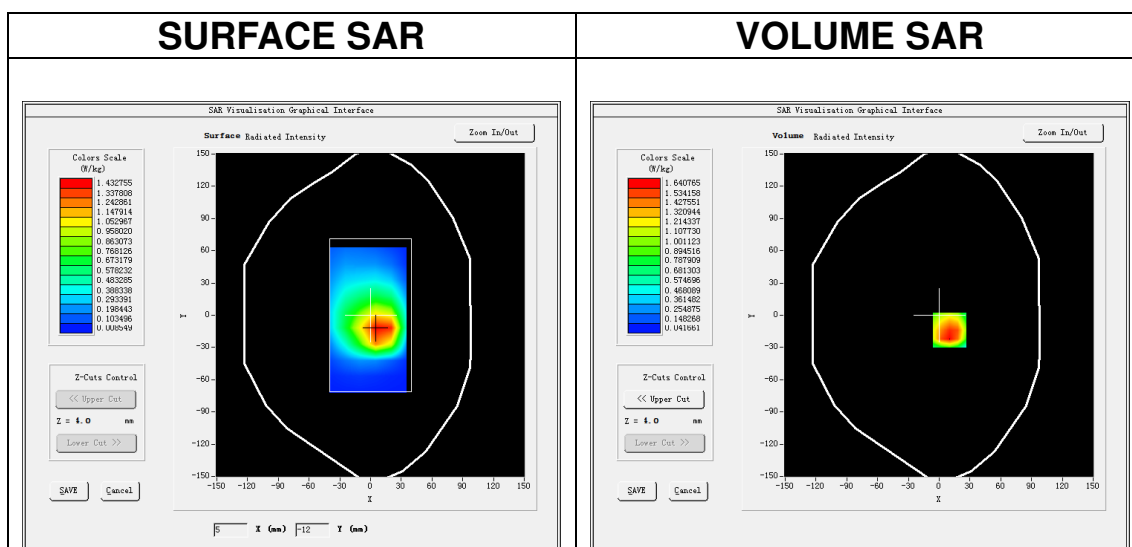 SURFACE SAR
VOLUME SAR
SAR Visualisation Graphical Interface
Surface Radiated Intensity
Zoom In/Out
Colors Scale
(W/kg)
1.432755
1.337808
1.242861
1.147914
1.052967
0.958020
0.863073
0.768126
0.673179
0.578232
0.483285
0.388338
0.293391
0.198443
0.103496
0.008549
150
120
90
60
30
0
-30
-60
-90
-120
-150
Y
-150 -120 -90 -60 -30 0 30 60 90 120 150
X
Z-Cuts Control
<< Upper Cut
Z = 4.0 mm
Lower Cut >>
SAVE Cancel
5 X (mm) -12 Y (mm)
SAR Visualisation Graphical Interface
Volume Radiated Intensity
Zoom In/Out
Colors Scale
(W/kg)
1.640765
1.534158
1.427551
1.320944
1.214337
1.107730
1.001123
0.894516
0.787909
0.681303
0.574696
0.468089
0.361482
0.254875
0.148268
0.041661
150
120
90
60
30
0
-30
-60
-90
-120
-150
Y
-150 -120 -90 -60 -30 0 30 60 90 120 150
X
Z-Cuts Control
<< Upper Cut
Z = 4.0 mm
Lower Cut >>
SAVE Cancel